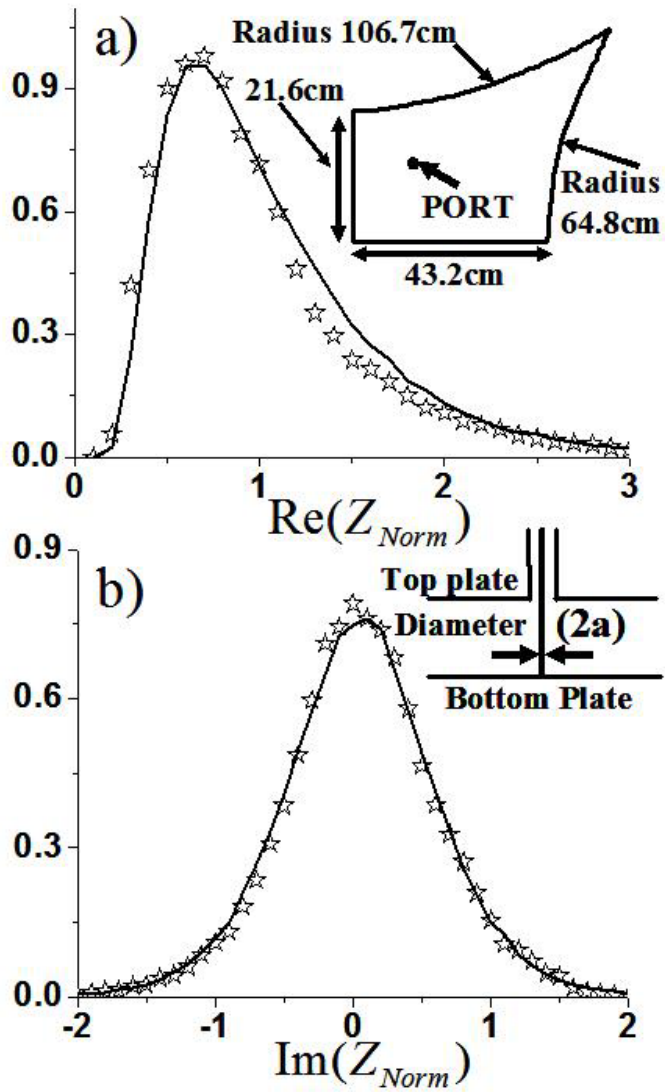 a)
Radius 106.7cm
21.6cm
PORT
Radius
64.8cm
43.2cm
0.9
0.6
0.3
0.0
0 1 2 3
Re(Z_Norm)
b)
Top plate
Diameter (2a)
Bottom Plate
0.9
0.6
0.3
0.0
-2 -1 0 1 2
Im(Z_Norm)